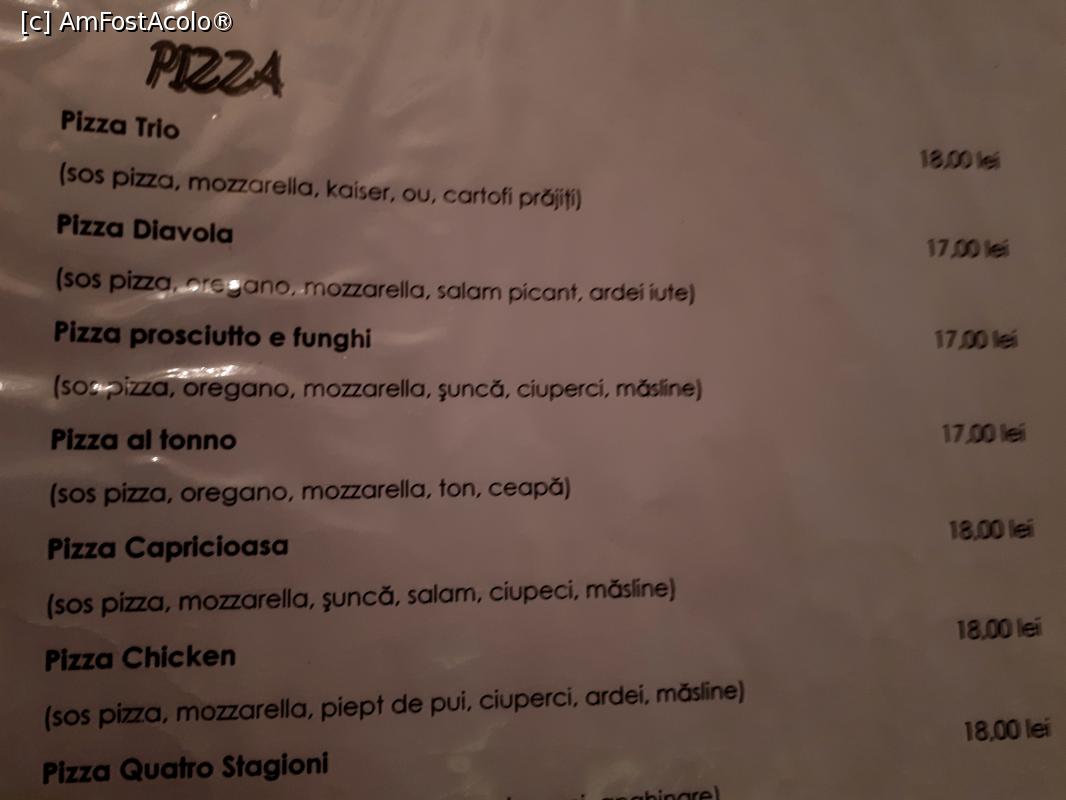 [c] AmFostAcolo®
PIZZA
Pizza Trio
18,00 lei
(sos pizza, mozzarella, kaiser, ou, cartofi prăjiți)
Pizza Diavola
17,00 lei
(sos pizza, oregano, mozzarella, salam picant, ardei iute)
Pizza prosciutto e funghi
17,00 lei
(sos pizza, oregano, mozzarella, şuncă, ciuperci, măsline)
Pizza al tonno
17,00 lei
(sos pizza, oregano, mozzarella, ton, ceapă)
Pizza Capricioasa
18,00 lei
(sos pizza, mozzarella, şuncă, salam, ciupeci, măsline)
Pizza Chicken
18,00 lei
(sos pizza, mozzarella, piept de pui, ciuperci, ardei, măsline)
Pizza Quatro Stagioni
18,00 lei
anghinare)